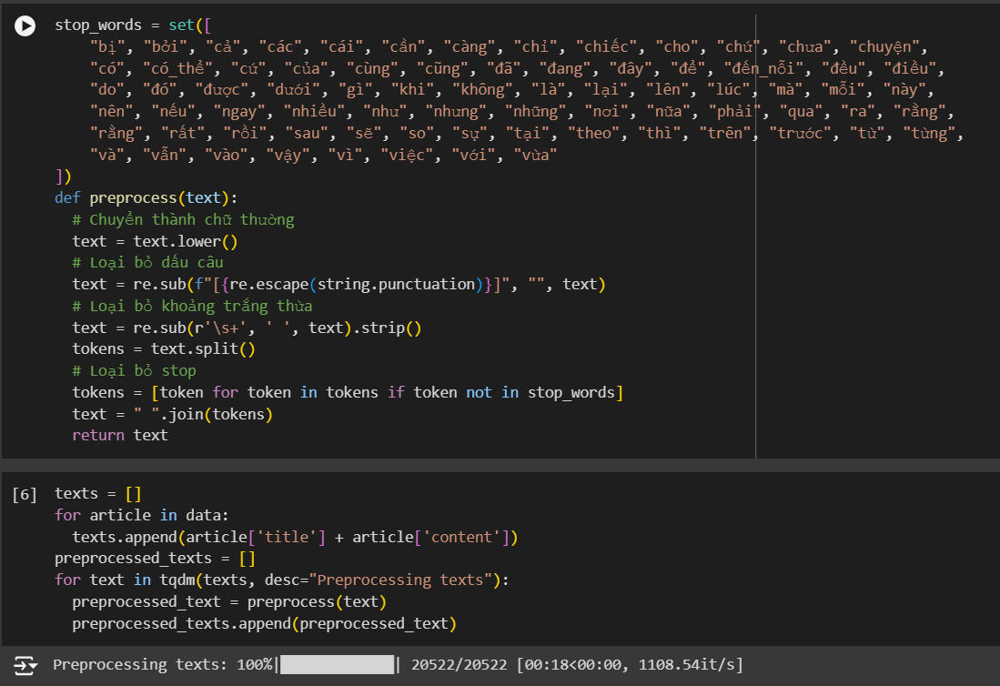 stop_words = set([
"bị", "bởi", "cả", "các", "cái", "cần", "càng", "chỉ", "chiếc", "cho", "chứ", "chưa", "chuyện",
"có", "có_thể", "cứ", "của", "cùng", "cũng", "đã", "đang", "đây", "để", "đến_nỗi", "đều", "điều",
"do", "đó", "được", "dưới", "gì", "khi", "không", "là", "lại", "lên", "lúc", "mà", "mỗi", "này",
"nên", "nếu", "ngay", "nhiều", "như", "nhưng", "những", "nơi", "nữa", "phải", "qua", "ra", "rằng",
"rằng", "rất", "rồi", "sau", "sẽ", "so", "sự", "tại", "theo", "thì", "trên", "trước", "từ", "từng",
"và", "vẫn", "vào", "vậy", "vì", "việc", "với", "vừa"
])
def preprocess(text):
# Chuyển thành chữ thường
text = text.lower()
# Loại bỏ dấu câu
text = re.sub(f"[{re.escape(string.punctuation)}]", "", text)
# Loại bỏ khoảng trắng thừa
text = re.sub(r'\s+', ' ', text).strip()
tokens = text.split()
# Loại bỏ stop
tokens = [token for token in tokens if token not in stop_words]
text = " ".join(tokens)
return text
[6] texts = []
for article in data:
texts.append(article['title'] + article['content'])
preprocessed_texts = []
for text in tqdm(texts, desc="Preprocessing texts"):
preprocessed_text = preprocess(text)
preprocessed_texts.append(preprocessed_text)
Preprocessing texts: 100%|██████████| 20522/20522 [00:18<00:00, 1108.54it/s]